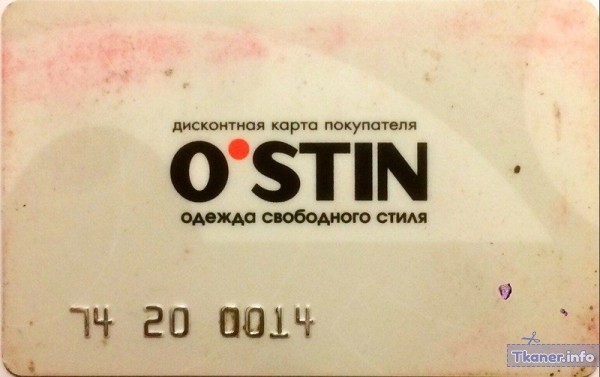 дисконтная карта покупателя
O'STIN
одежда свободного стиля
74 20 0014
Tkaner.info